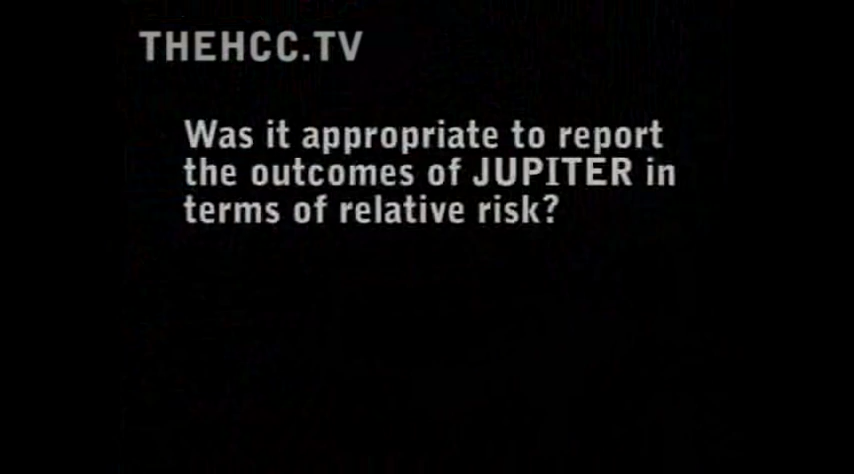 THEHCC.TV
Was it appropriate to report
the outcomes of JUPITER in
terms of relative risk?